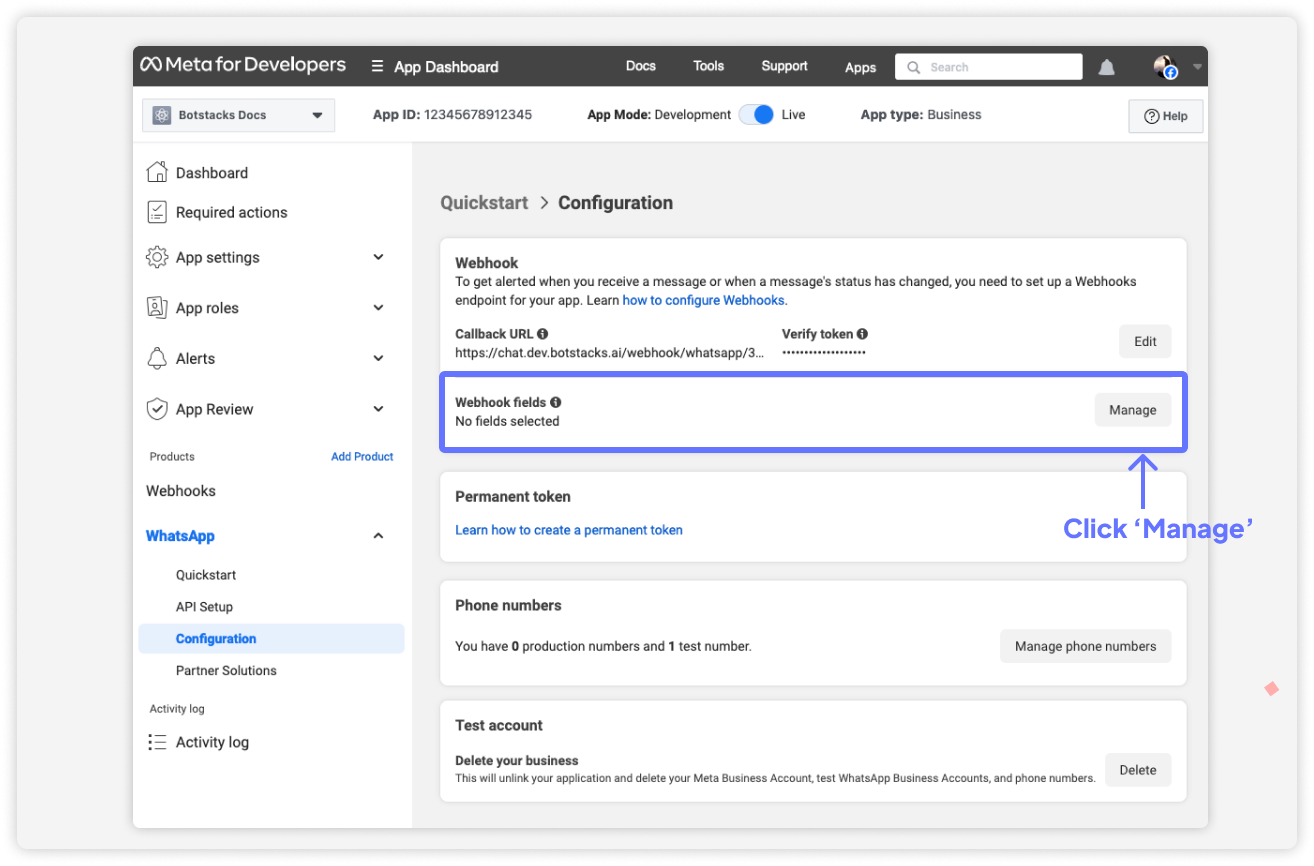 Meta for Developers
App Dashboard
Docs
Tools
Support
Apps
Search
Botstacks Docs
App ID: 12345678912345
App Mode: Development
Live
App type: Business
Help
Dashboard
Required actions
App settings
App roles
Alerts
App Review
Products
Add Product
Webhooks
WhatsApp
Quickstart
API Setup
Configuration
Partner Solutions
Activity log
Activity log
Quickstart > Configuration
Webhook
To get alerted when you receive a message or when a message's status has changed, you need to set up a Webhooks
endpoint for your app. Learn how to configure Webhooks.
Callback URL
Verify token
https://chat.dev.botstacks.ai/webhook/whatsapp/3...
•••••••••••••••••••
Edit
Webhook fields
No fields selected
Manage
Permanent token
Learn how to create a permanent token
Click ‘Manage’
Phone numbers
You have 0 production numbers and 1 test number.
Manage phone numbers
Test account
Delete your business
This will unlink your application and delete your Meta Business Account, test WhatsApp Business Accounts, and phone numbers.
Delete